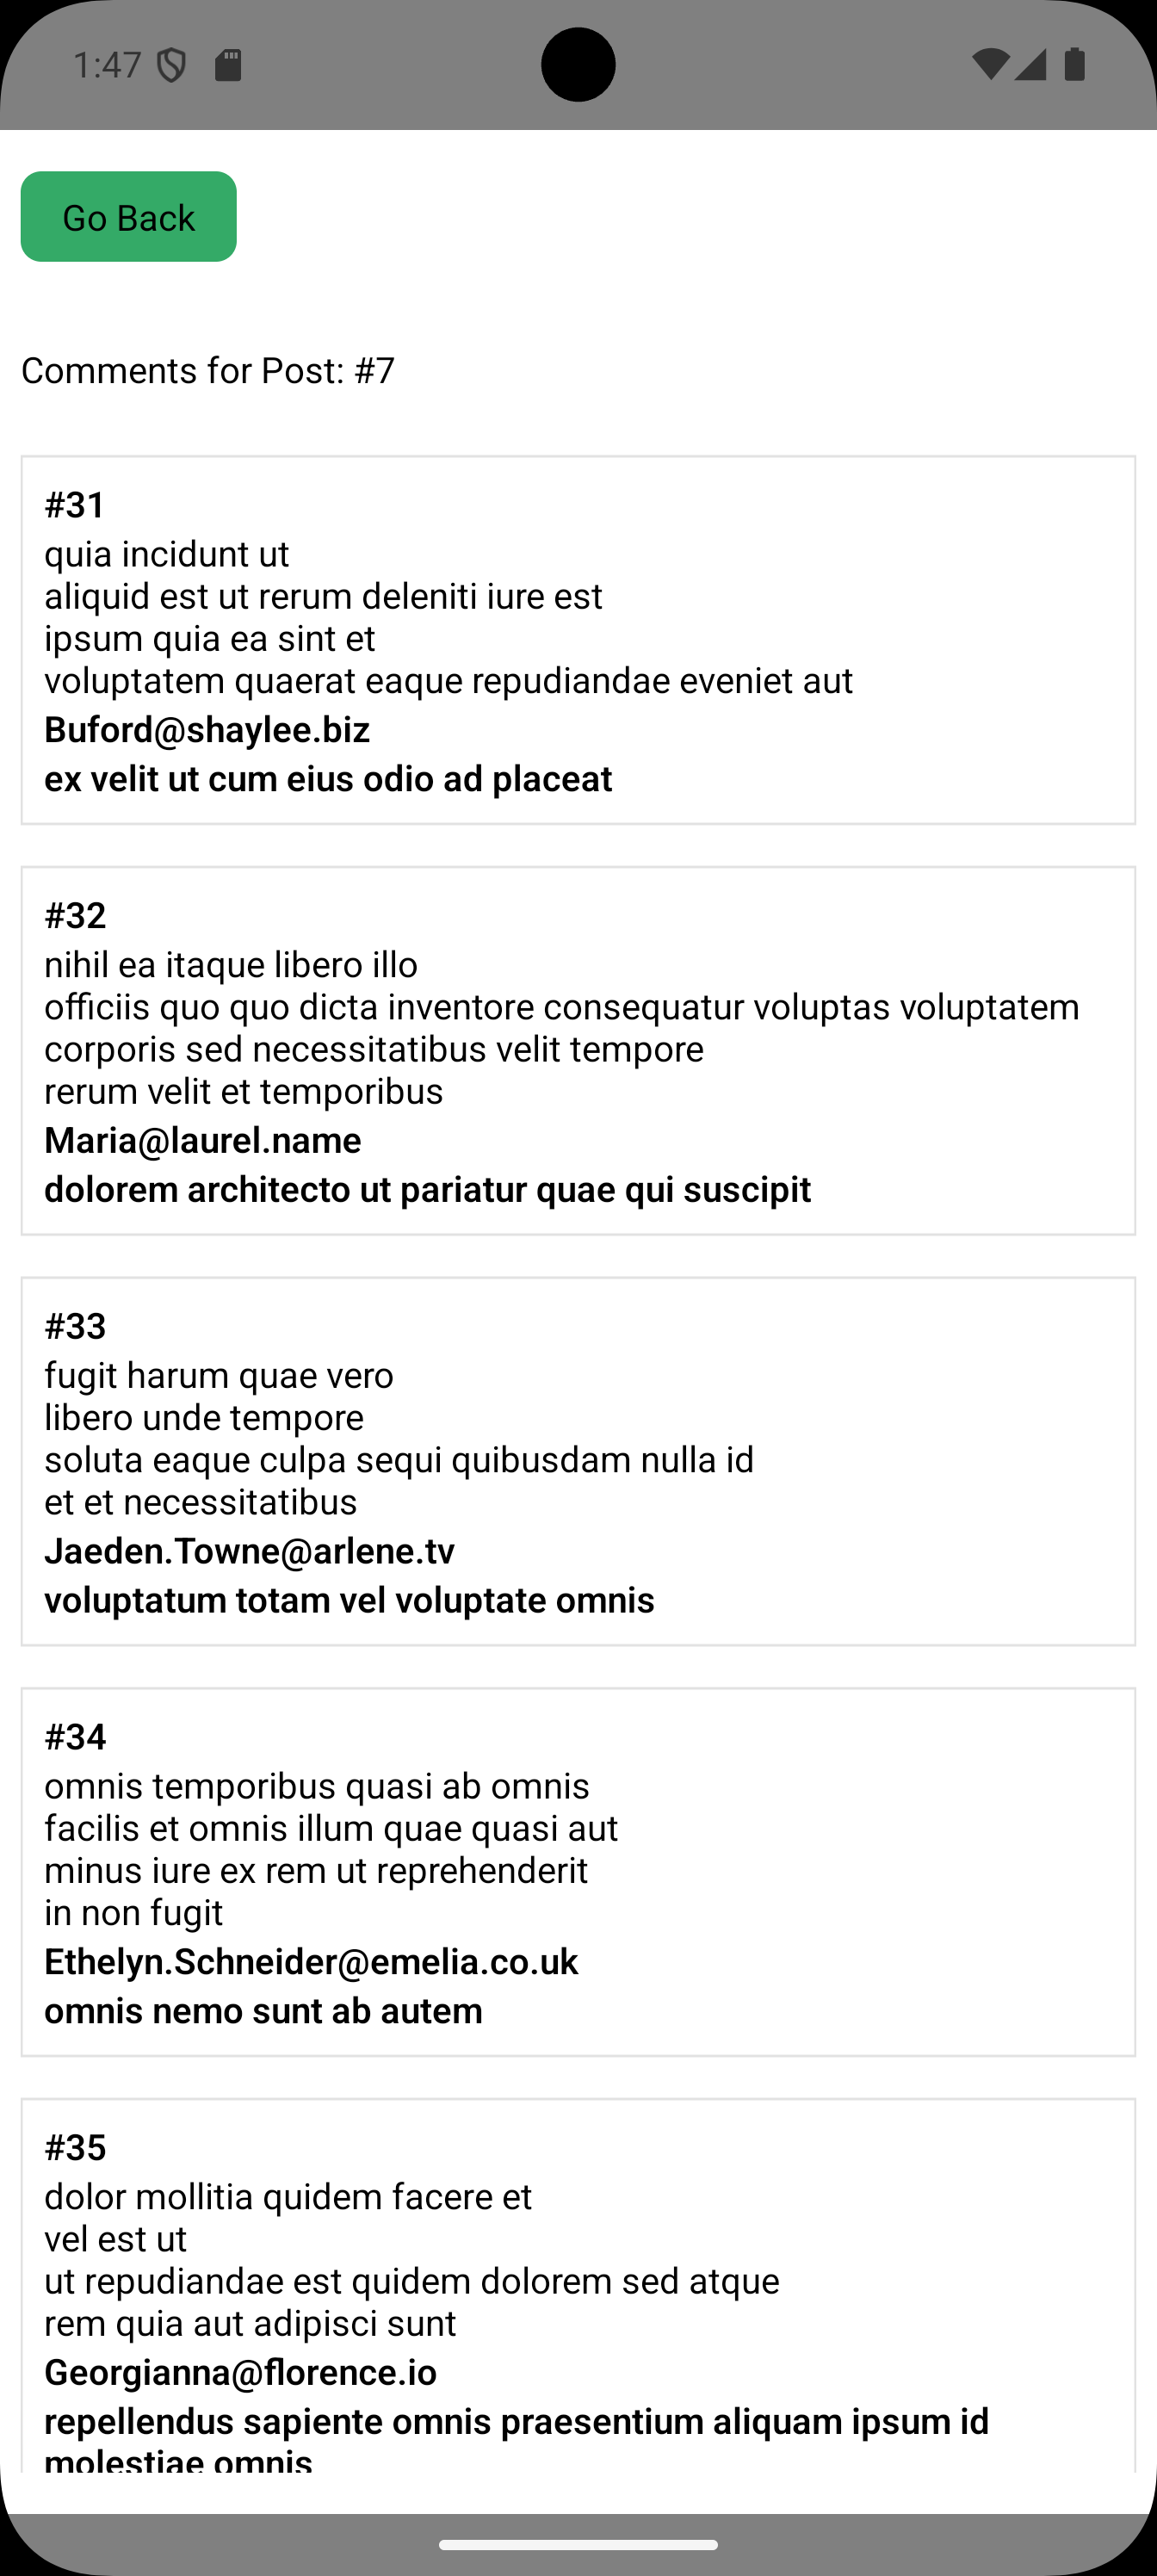 1:47
Go Back
Comments for Post: #7
#31
quia incidunt ut
aliquid est ut rerum deleniti iure est
ipsum quia ea sint et
voluptatem quaerat eaque repudiandae eveniet aut
Buford@shaylee.biz
ex velit ut cum eius odio ad placeat
#32
nihil ea itaque libero illo
officiis quo quo dicta inventore consequatur voluptas voluptatem
corporis sed necessitatibus velit tempore
rerum velit et temporibus
Maria@laurel.name
dolorem architecto ut pariatur quae qui suscipit
#33
fugit harum quae vero
libero unde tempore
soluta eaque culpa sequi quibusdam nulla id
et et necessitatibus
Jaeden.Towne@arlene.tv
voluptatum totam vel voluptate omnis
#34
omnis temporibus quasi ab omnis
facilis et omnis illum quae quasi aut
minus iure ex rem ut reprehenderit
in non fugit
Ethelyn.Schneider@emelia.co.uk
omnis nemo sunt ab autem
#35
dolor mollitia quidem facere et
vel est ut
ut repudiandae est quidem dolorem sed atque
rem quia aut adipisci sunt
Georgianna@florence.io
repellendus sapiente omnis praesentium aliquam ipsum id
molestiae omnis